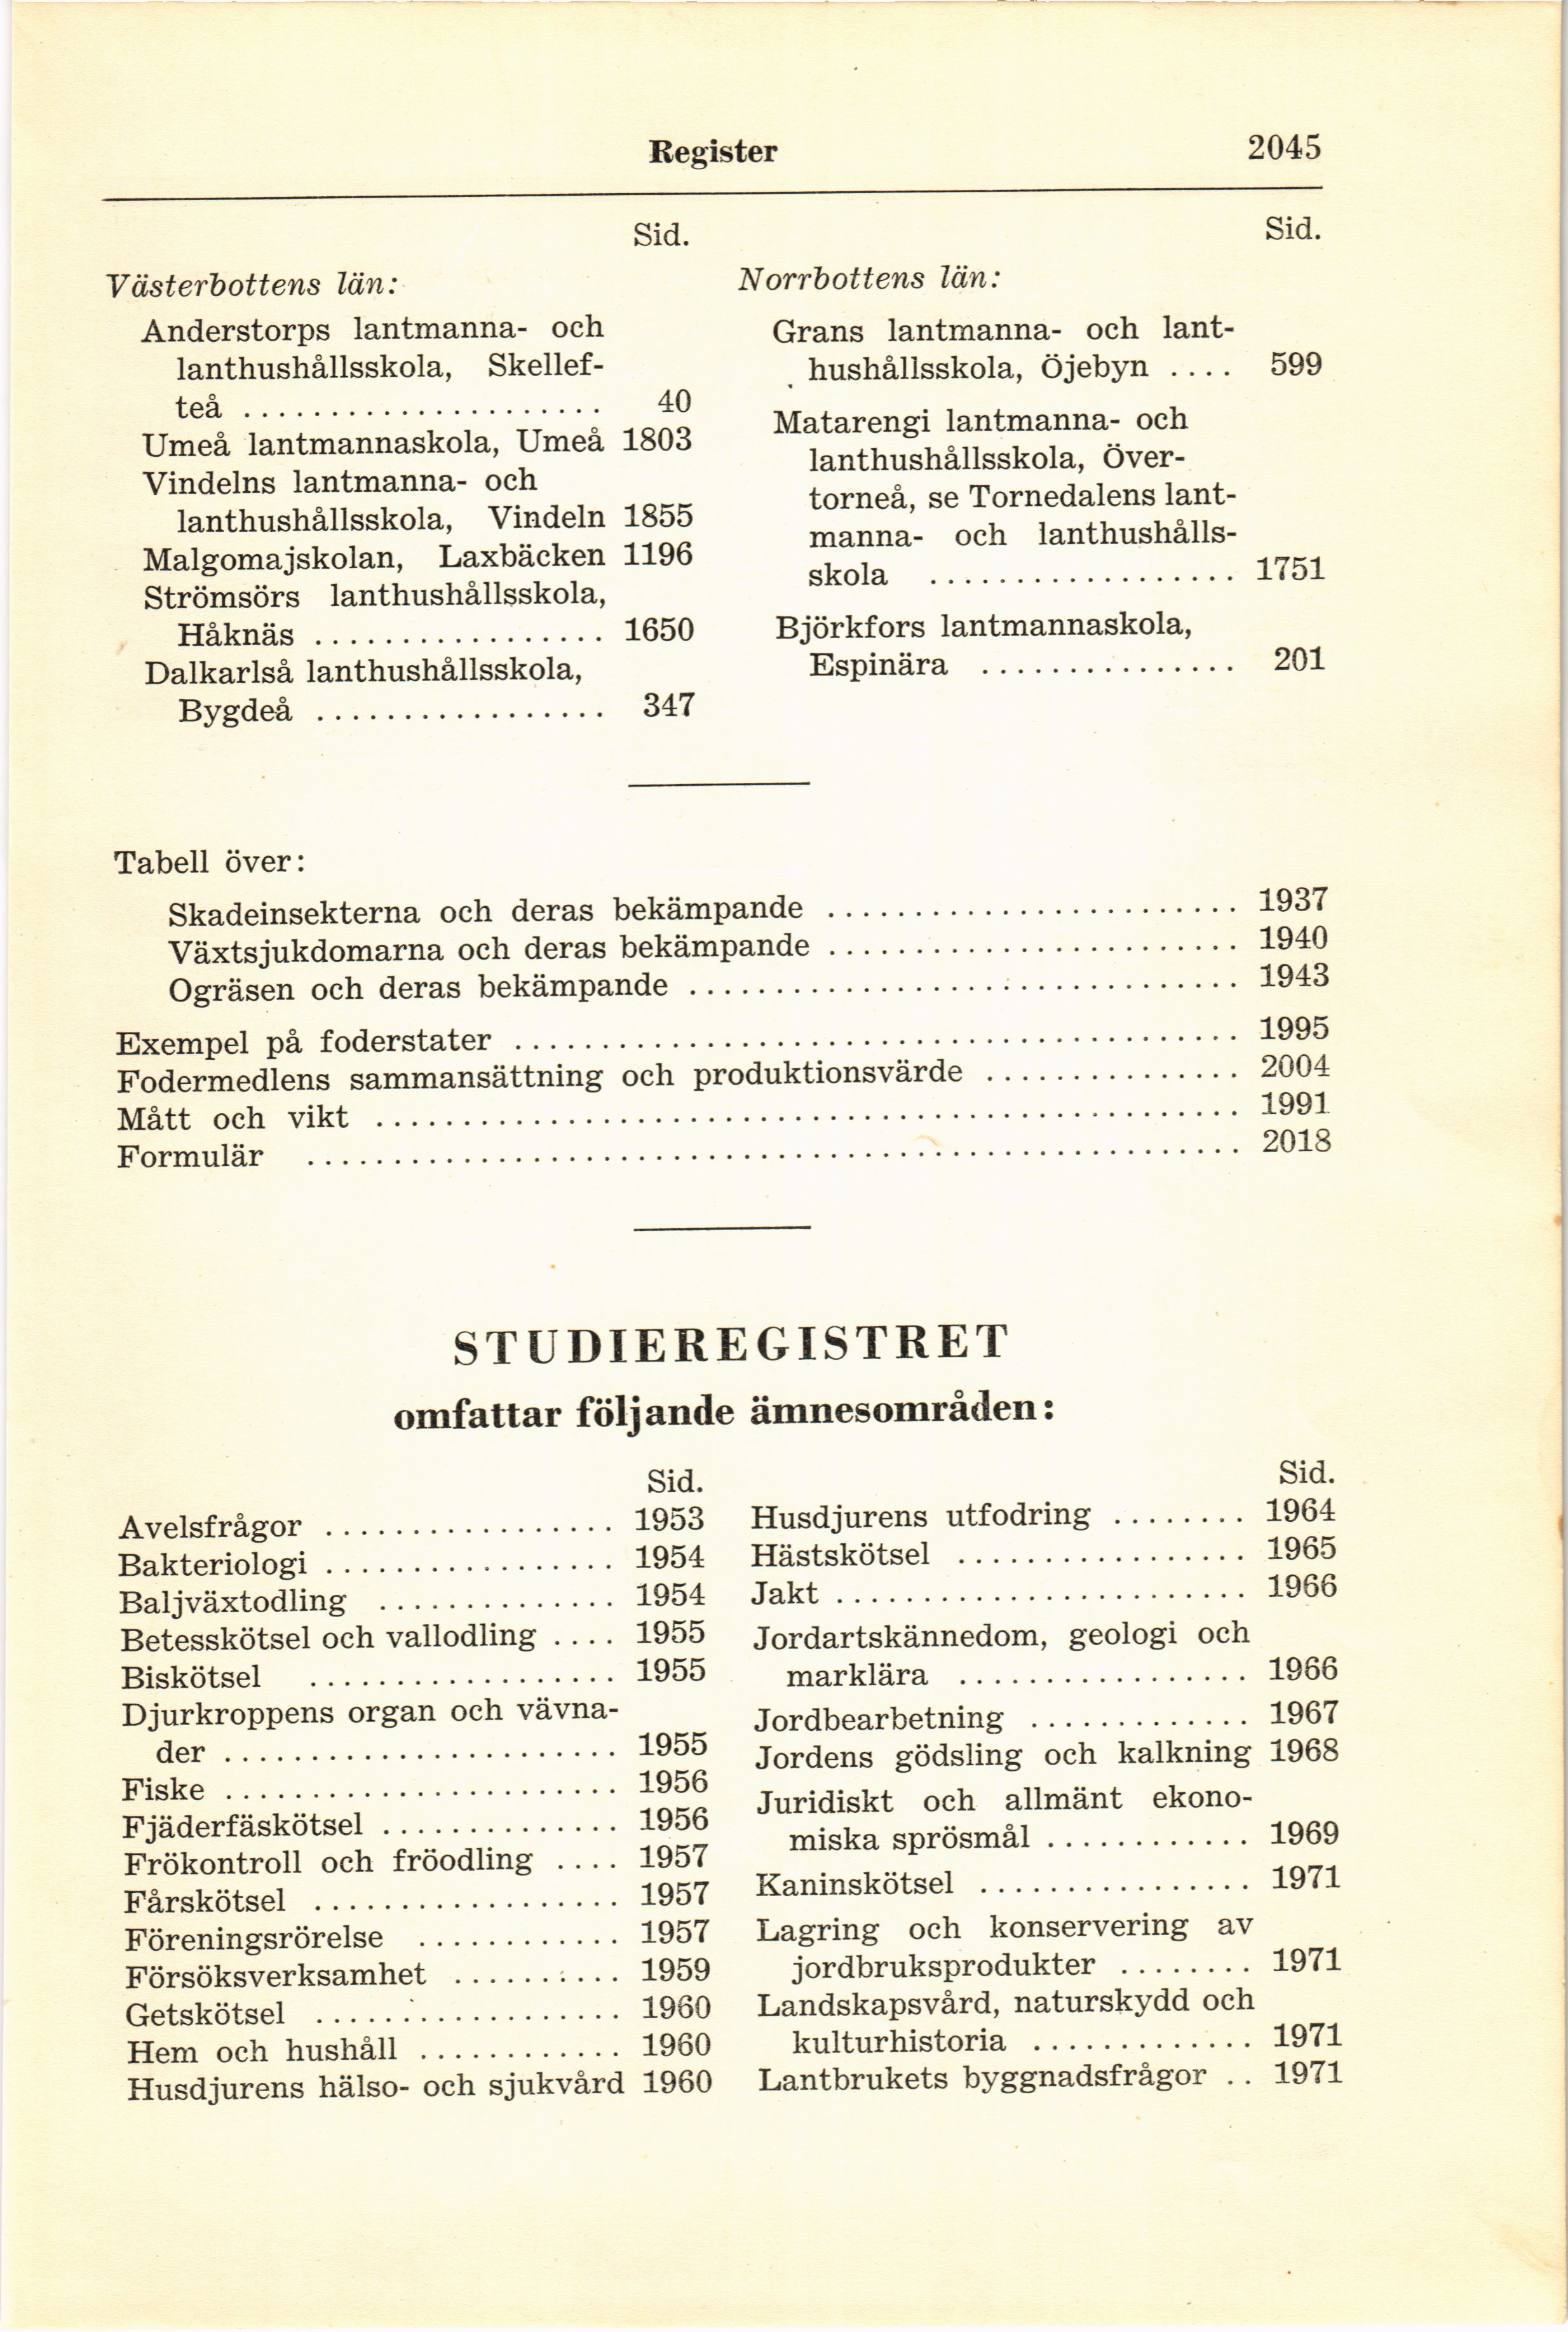 Register 2045
Sid.
Västerbottens län:
Anderstorps lantmanna- och
lanthushållsskola, Skellef-
teå ..................... 40
Umeå lantmannaskola, Umeå 1803
Vindelns lantmanna- och
lanthushållsskola, Vindeln 1855
Malgomajskolan, Laxbäcken 1196
Strömsörs lanthushållsskola,
Håknäs ................. 1650
Dalkarlså lanthushållsskola,
Bygdeå ................. 347
Sid.
Norrbottens län:
Grans lantmanna- och lant-
hushållsskola, Öjebyn .... 599
Matarengi lantmanna- och
lanthushållsskola, Över-
torneå, se Tornedalens lant-
manna- och lanthushålls-
skola .................. 1751
Björkfors lantmannaskola,
Espinära ............... 201
Tabell över:
Skadeinsekterna och deras bekämpande ........................ 1937
Växtsjukdomarna och deras bekämpande ........................ 1940
Ogräsen och deras bekämpande ................................ 1943
Exempel på foderstater .......................................... 1995
Fodermedlens sammansättning och produktionsvärde ............... 2004
Mått och vikt .................................................. 1991
Formulär ...................................................... 2018
STUDIEREGISTRET
omfattar följande ämnesområden:
Sid.
Avelsfrågor ................. 1953
Bakteriologi ................. 1954
Baljväxtodling .............. 1954
Betesskötsel och vallodling .... 1955
Biskötsel .................. 1955
Djurkroppens organ och vävna-
der ....................... 1955
Fiske ....................... 1956
Fjäderfäskötsel .............. 1956
Frökontroll och fröodling .... 1957
Fårskötsel .................. 1957
Föreningsrörelse ............ 1957
Försöksverksamhet .......... 1959
Getskötsel .................. 1960
Hem och hushåll ............ 1960
Husdjurens hälso- och sjukvård 1960
Sid.
Husdjurens utfodring ........ 1964
Hästskötsel ................. 1965
Jakt ........................ 1966
Jordartskännedom, geologi och
marklära ................. 1966
Jordbearbetning ............. 1967
Jordens gödsling och kalkning 1968
Juridiskt och allmänt ekono-
miska sprösmål ............ 1969
Kaninskötsel ................ 1971
Lagring och konservering av
jordbruksprodukter ........ 1971
Landskapsvård, naturskydd och
kulturhistoria ............. 1971
Lantbrukets byggnadsfrågor .. 1971